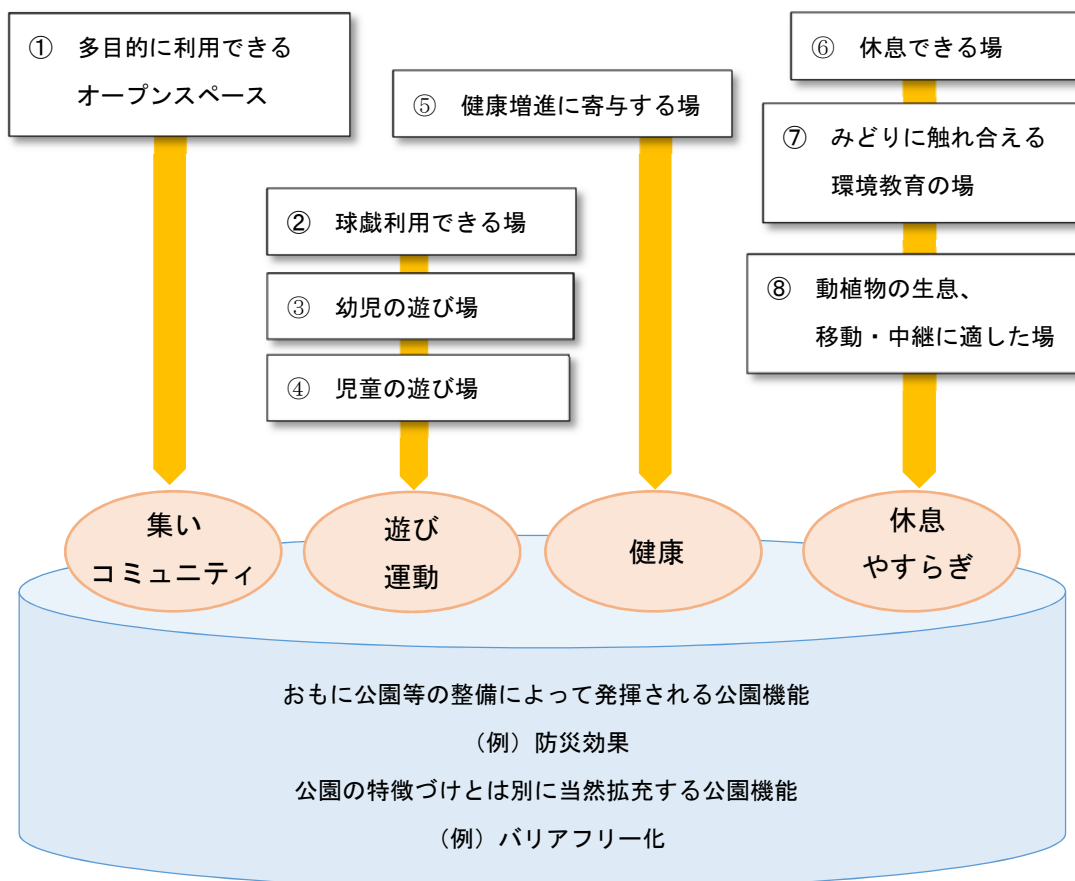 ① 多目的に利用できる
オープンスペース
② 球戯利用できる場
③ 幼児の遊び場
④ 児童の遊び場
⑤ 健康増進に寄与する場
⑥ 休息できる場
⑦ みどりに触れ合える
環境教育の場
⑧ 動植物の生息、
移動・中継に適した場
集い
コミュニティ
遊び
運動
健康
休息
やすらぎ
おもに公園等の整備によって発揮される公園機能
（例）防災効果
公園の特徴づけとは別に当然拡充する公園機能
（例）バリアフリー化